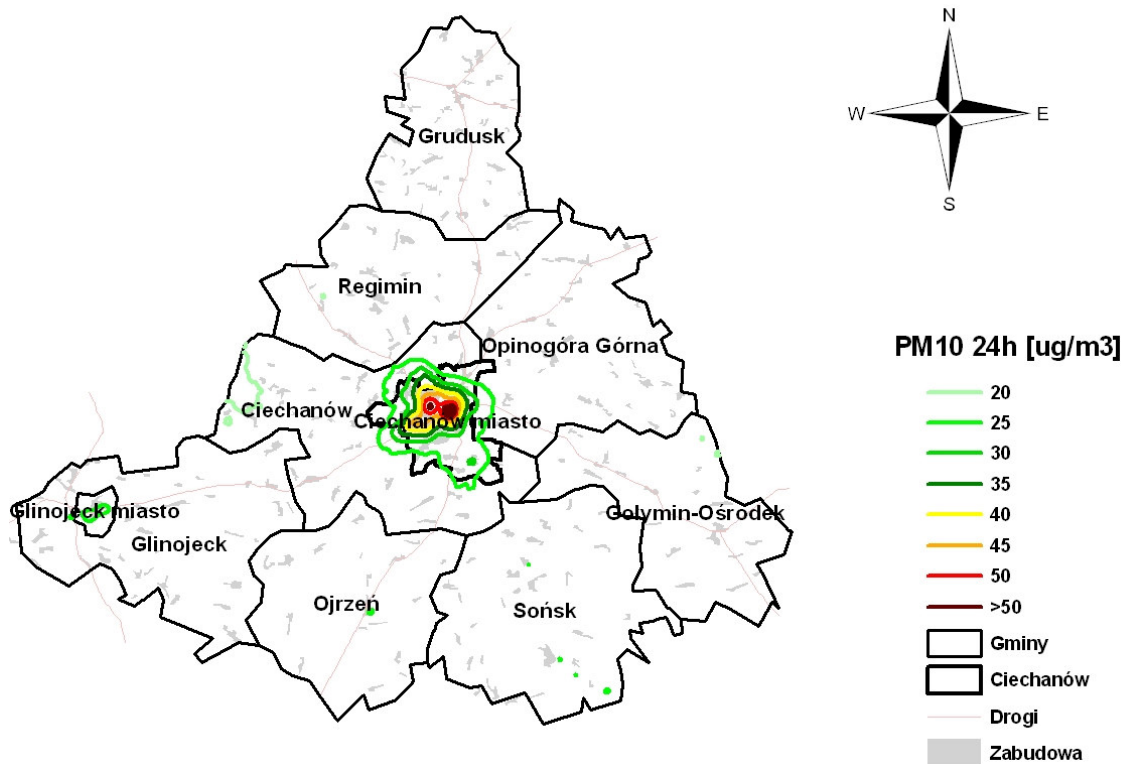 N
W
E
S
Grudusk
Regimin
Opinogóra Górna
Ciechanów
Ciechanów miasto
Glinojeck miasto
Glinojeck
Gołymin-Ośrodek
Ojrzeń
Sońsk
PM10 24h [ug/m3]
20
25
30
35
40
45
50
>50
Gminy
Ciechanów
Drogi
Zabudowa